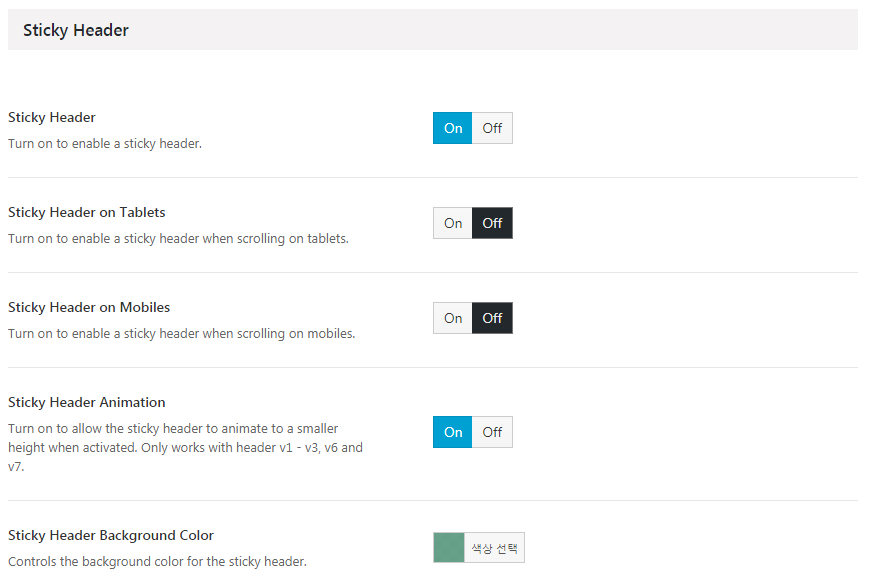 Sticky Header
Sticky Header
Turn on to enable a sticky header.
On Off
Sticky Header on Tablets
Turn on to enable a sticky header when scrolling on tablets.
On Off
Sticky Header on Mobiles
Turn on to enable a sticky header when scrolling on mobiles.
On Off
Sticky Header Animation
Turn on to allow the sticky header to animate to a smaller
height when activated. Only works with header v1 - v3, v6 and
v7.
On Off
Sticky Header Background Color
Controls the background color for the sticky header.
색상 선택